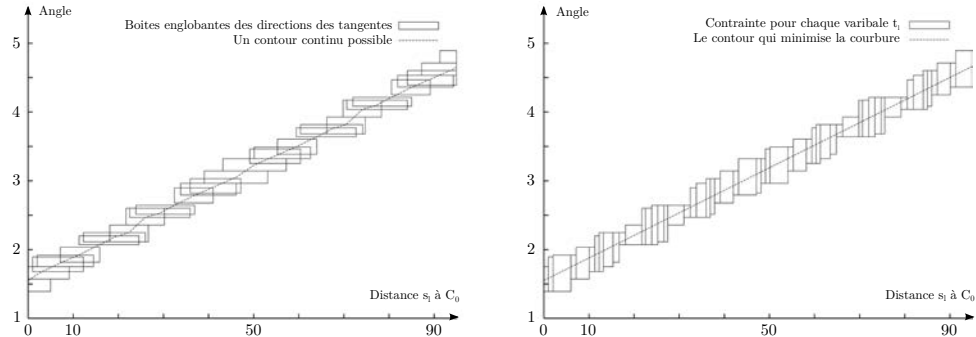 Angle
Boites englobantes des directions des tangentes
Un contour continu possible
5
4
3
2
1
0
10
50
90
Distance s_l à C_0
Angle
Contrainte pour chaque varibale t_l
Le contour qui minimise la courbure
5
4
3
2
1
0
10
50
90
Distance s_l à C_0